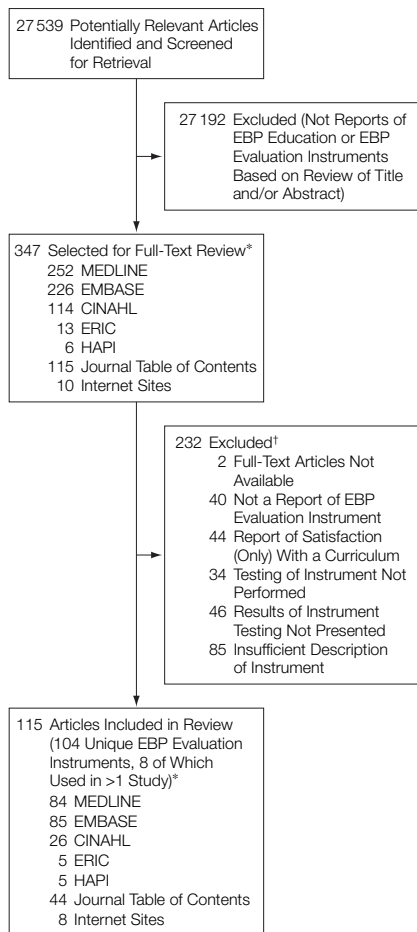 27 539 Potentially Relevant Articles
Identified and Screened
for Retrieval
27 192 Excluded (Not Reports of
EBP Education or EBP
Evaluation Instruments
Based on Review of Title
and/or Abstract)
347 Selected for Full-Text Review*
252 MEDLINE
226 EMBASE
114 CINAHL
13 ERIC
6 HAPI
115 Journal Table of Contents
10 Internet Sites
232 Excluded†
2 Full-Text Articles Not
Available
40 Not a Report of EBP
Evaluation Instrument
44 Report of Satisfaction
(Only) With a Curriculum
34 Testing of Instrument Not
Performed
46 Results of Instrument
Testing Not Presented
85 Insufficient Description
of Instrument
115 Articles Included in Review
(104 Unique EBP Evaluation
Instruments, 8 of Which
Used in >1 Study)*
84 MEDLINE
85 EMBASE
26 CINAHL
5 ERIC
5 HAPI
44 Journal Table of Contents
8 Internet Sites